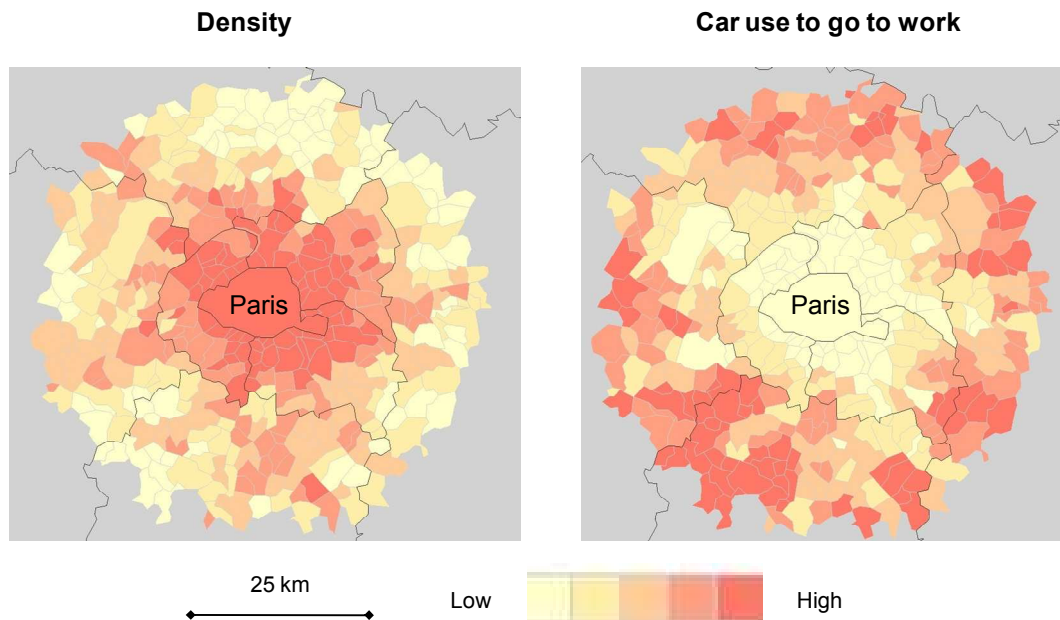 Density
Car use to go to work
Paris
Paris
25 km
Low
High